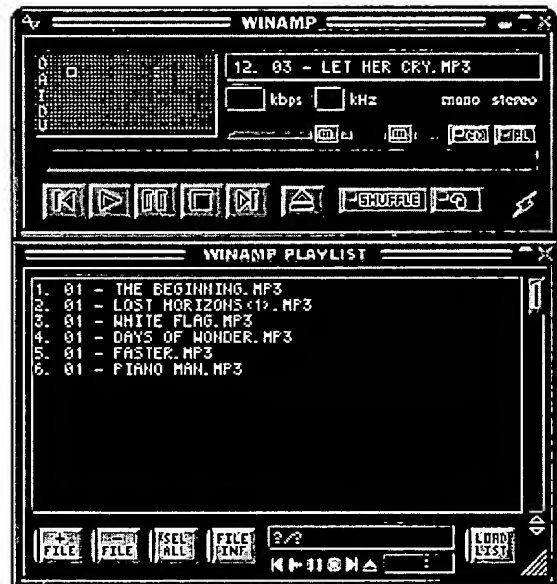 WINAMP
O
A
I
D
V
12. 03 - LET HER CRY.MP3
kbps kHz mono stereo
EQ PL
SHUFFLE
WINAMP PLAYLIST
1. 01 - THE BEGINNING.MP3
2. 01 - LOST HORIZONS<1>.MP3
3. 01 - WHITE FLAG.MP3
4. 01 - DAYS OF WONDER.MP3
5. 01 - FASTER.MP3
6. 01 - PIANO MAN.MP3
+ FILE
- FILE
SEL ALL
FILE INF
?/?
LOAD LIST